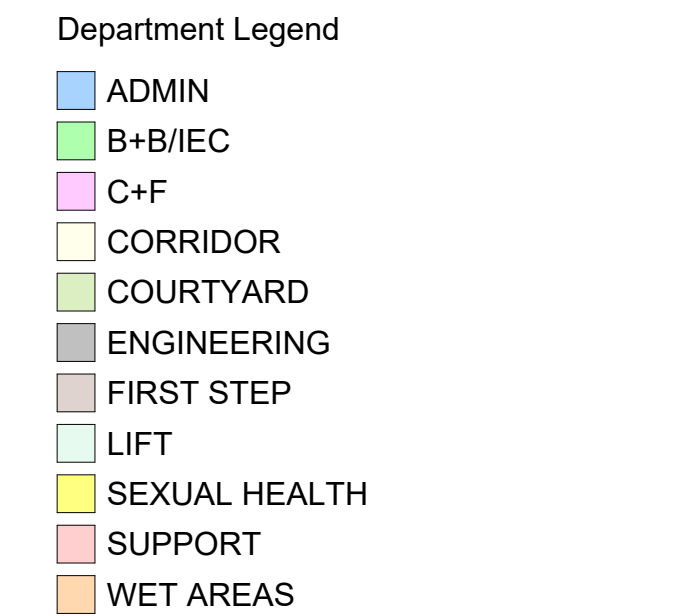 Department Legend
ADMIN
B+B/IEC
C+F
CORRIDOR
COURTYARD
ENGINEERING
FIRST STEP
LIFT
SEXUAL HEALTH
SUPPORT
WET AREAS